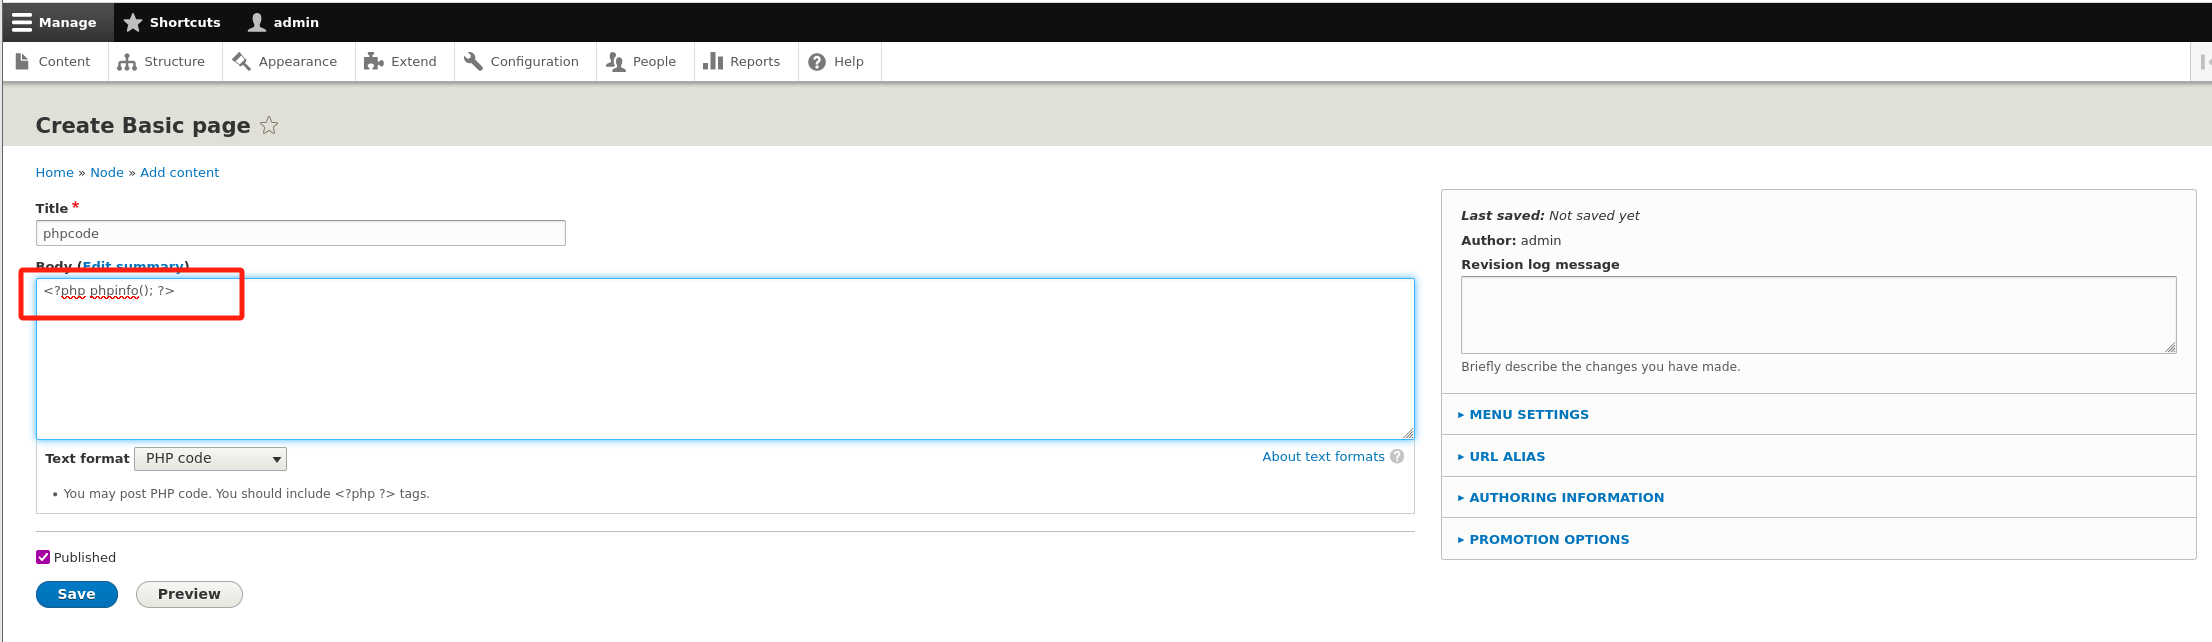 Manage Shortcuts admin
Content Structure Appearance Extend Configuration People Reports Help
Create Basic page
Home » Node » Add content
Title *
phpcode
Body (Edit summary)
<?php phpinfo(); ?>
Text format PHP code About text formats ?
• You may post PHP code. You should include <?php ?> tags.
Published
Save Preview
Last saved: Not saved yet
Author: admin
Revision log message
Briefly describe the changes you have made.
MENU SETTINGS
URL ALIAS
AUTHORING INFORMATION
PROMOTION OPTIONS